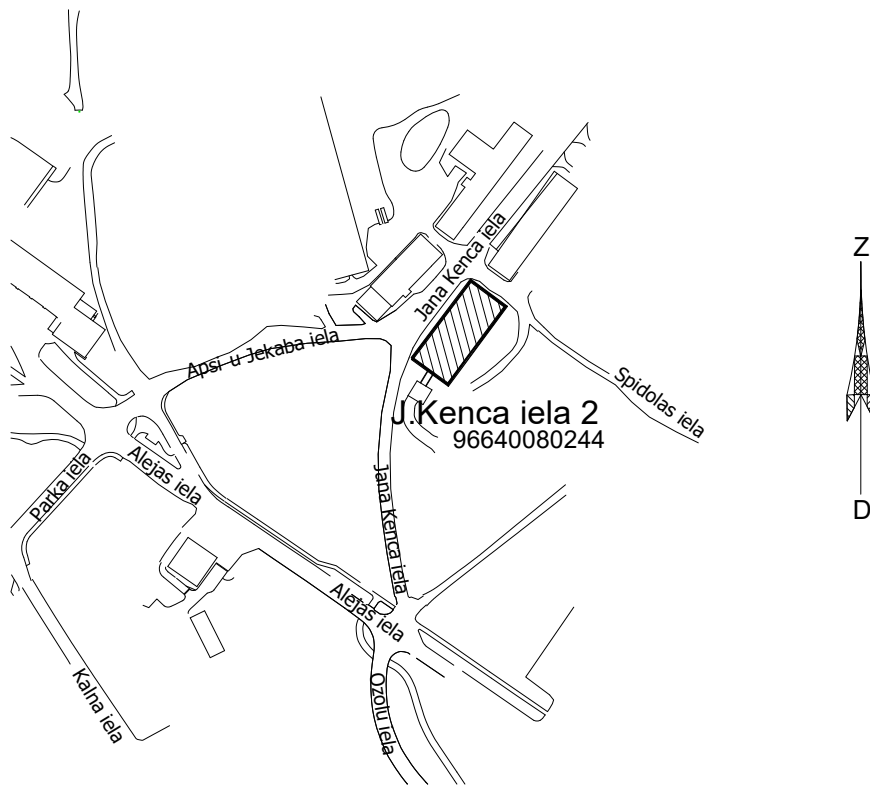 Z
Jana Kenca iela
Apsi u Jekaba iela
Spidolas iela
J.Kenca iela 2
96640080244
Parka iela
Alejas iela
Jana Kenca iela
D
Alejas iela
Kalna iela
Ozolu iela